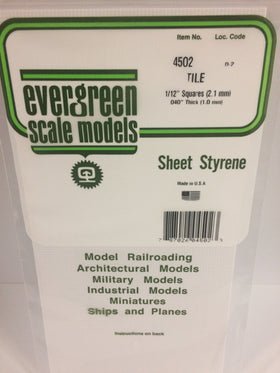 Item No. Loc. Code
4502
TILE
1/12" Squares (2.1 mm)
.040" Thick (1.0 mm)
evergreen
scale models
Sheet Styrene
Made in U.S.A
Model Railroading
Architectural Models
Military Models
Industrial Models
Miniatures
Ships and Planes
Instructions on back